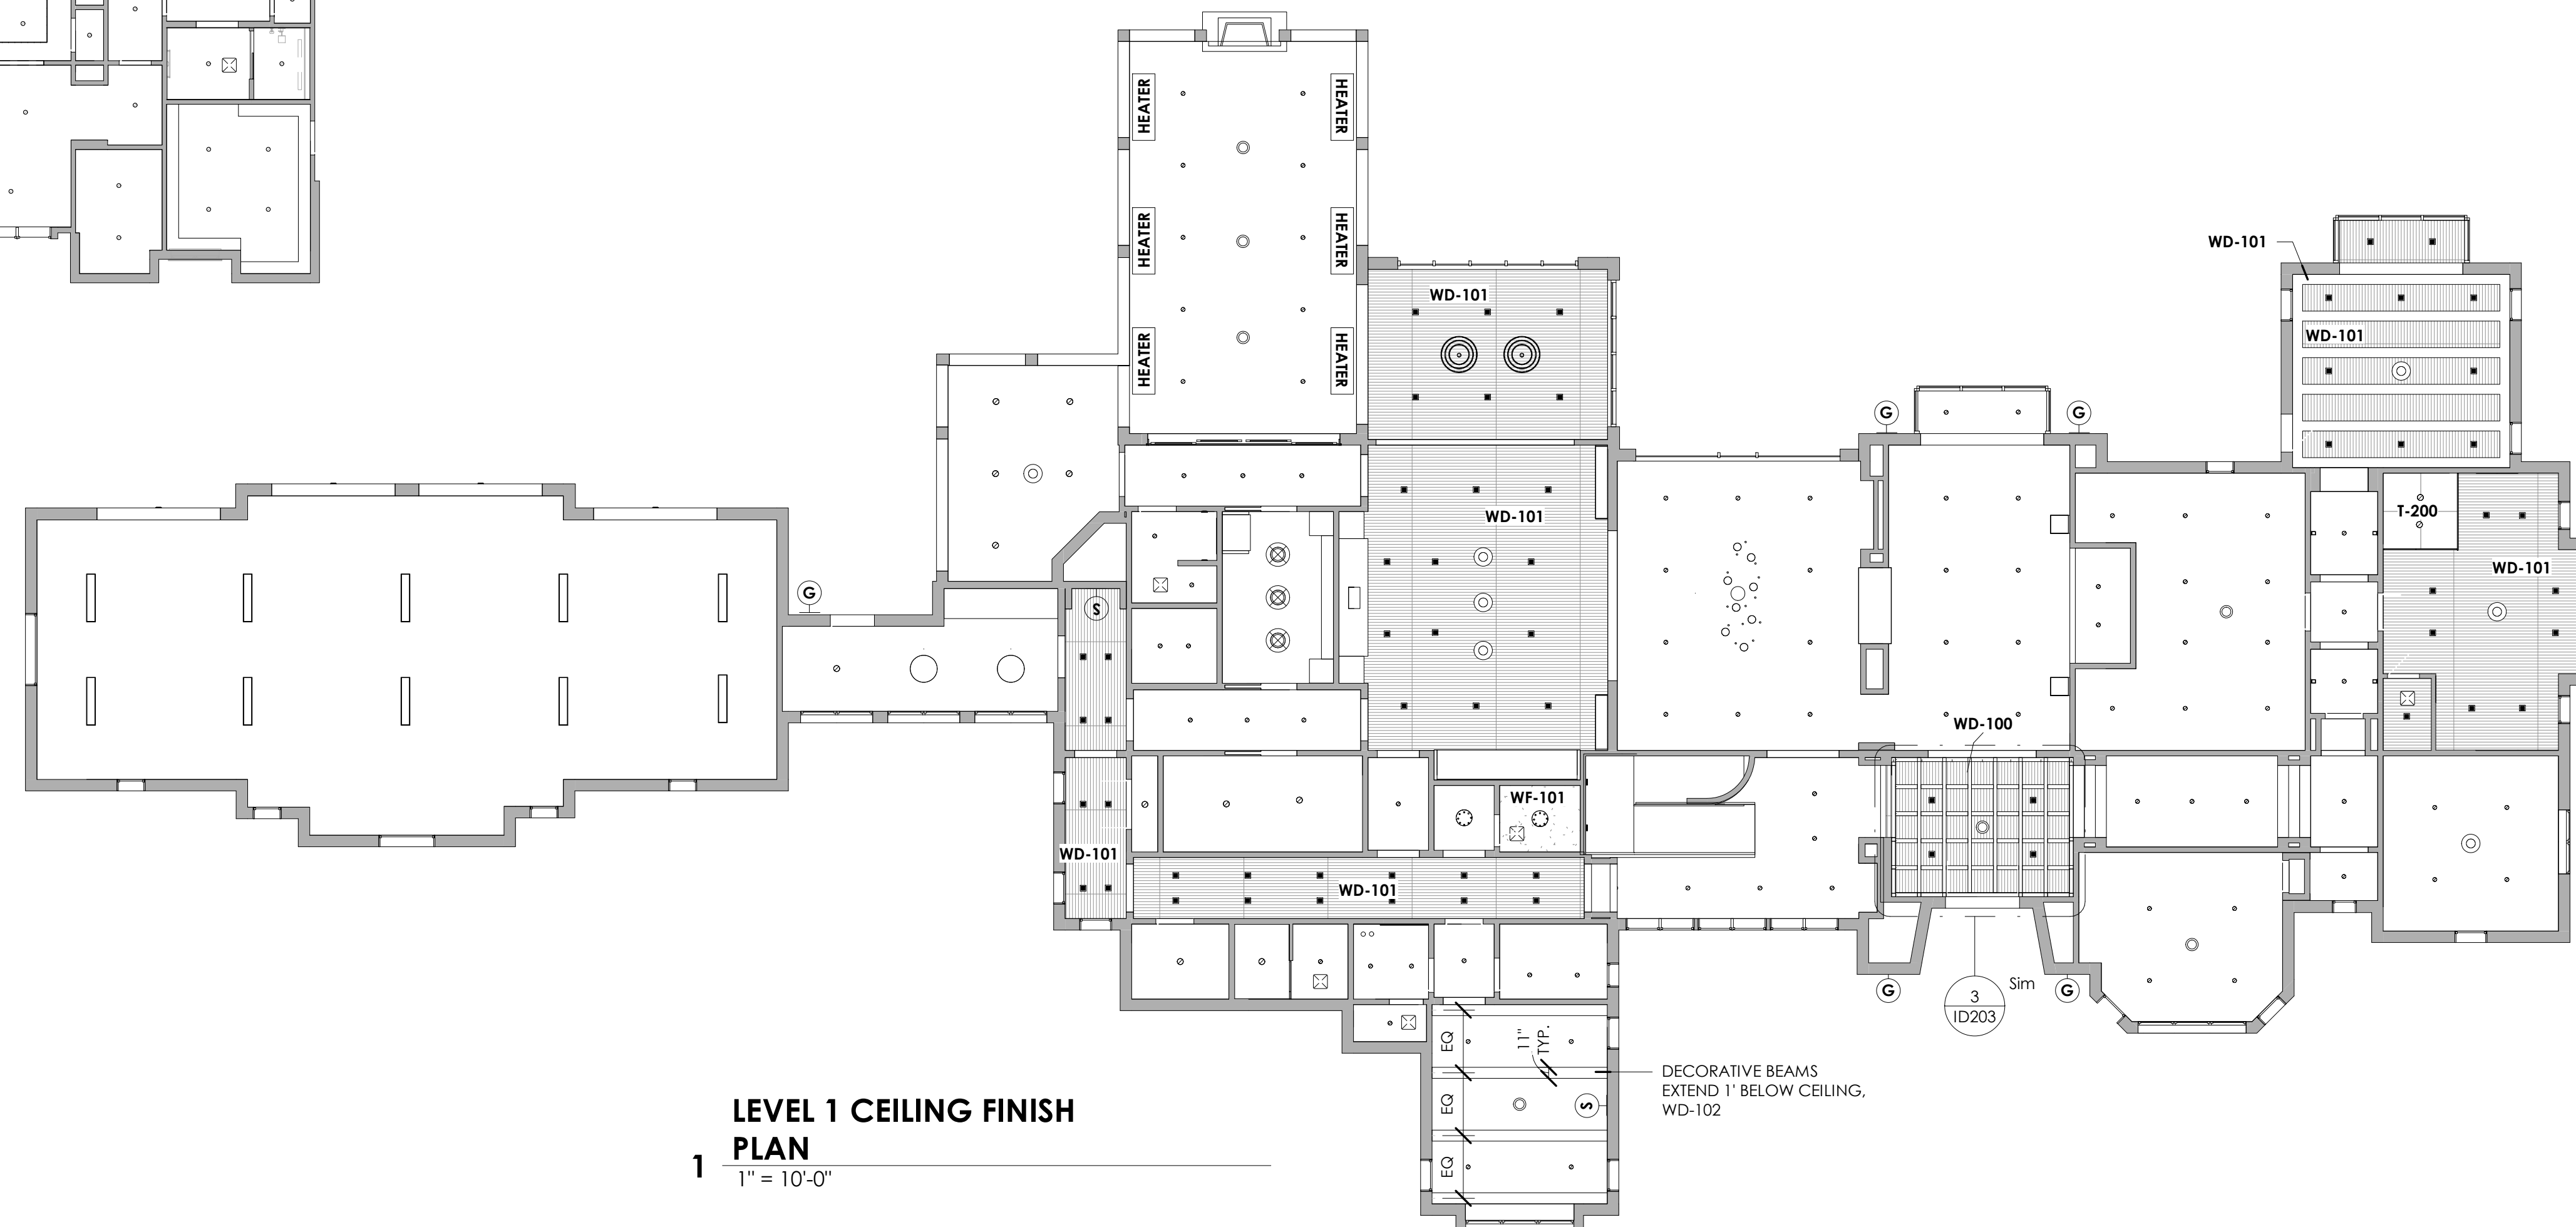 HEATER
HEATER
HEATER
HEATER
HEATER
HEATER
WD-101
WD-101
WD-101
WD-101
G
G
T-200
WD-101
WD-101
G
S
WD-100
WF-101
WD-101
WD-101
G
3
ID203
Sim
G
EQ
EQ
EQ
11"
TYP.
S
DECORATIVE BEAMS
EXTEND 1' BELOW CEILING,
WD-102
1
LEVEL 1 CEILING FINISH
PLAN
1" = 10'-0"